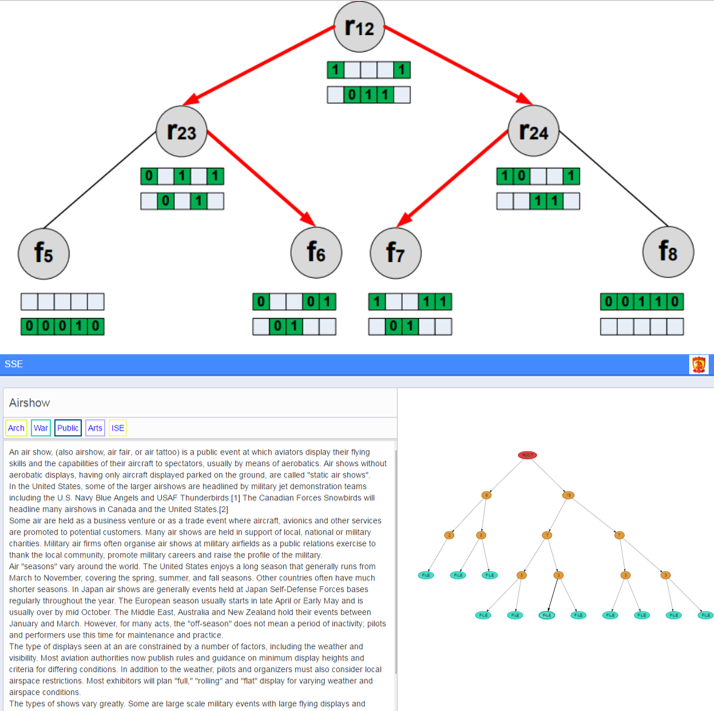 r12
1 1
0 1 1
r23
r24
0 1 1
1 0 1
0 1
1 1
f5
f6
f7
f8
0 0 1
1 1 1
0 0 1 1 0
0 0 0 1 0
0 1
0 1
SSE
Airshow
Arch War Public Arts ISE
An air show, (also airshow, air fair, or air tattoo) is a public event at which aviators display their flying
skills and the capabilities of their aircraft to spectators, usually by means of aerobatics. Air shows without
aerobatic displays, having only aircraft displayed parked on the ground, are called "static air shows".
In the United States, some of the larger airshows are headlined by military jet demonstration teams
including the U.S. Navy Blue Angels and USAF Thunderbirds.[1] The Canadian Forces Snowbirds will
headline many airshows in Canada and the United States.[2]
Some air are held as a business venture or as a trade event where aircraft, avionics and other services
are promoted to potential customers. Many air shows are held in support of local, national or military
charities. Military air firms often organise air shows at military airfields as a public relations exercise to
thank the local community, promote military careers and raise the profile of the military.
Air "seasons" vary around the world. The United States enjoys a long season that generally runs from
March to November, covering the spring, summer, and fall seasons. Other countries often have much
shorter seasons. In Japan air shows are generally events held at Japan Self-Defense Forces bases
regularly throughout the year. The European season usually starts in late April or Early May and is
usually over by mid October. The Middle East, Australia and New Zealand hold their events between
January and March. However, for many acts, the "off-season" does not mean a period of inactivity; pilots
and performers use this time for maintenance and practice.
The type of displays seen at an are constrained by a number of factors, including the weather and
visibility. Most aviation authorities now publish rules and guidance on minimum display heights and
criteria for differing conditions. In addition to the weather, pilots and organizers must also consider local
airspace restrictions. Most exhibitors will plan "full," "rolling" and "flat" display for varying weather and
airspace conditions.
The types of shows vary greatly. Some are large scale military events with large flying displays and
FILE FILE FILE
FILE FILE FILE FILE FILE FILE FILE FILE